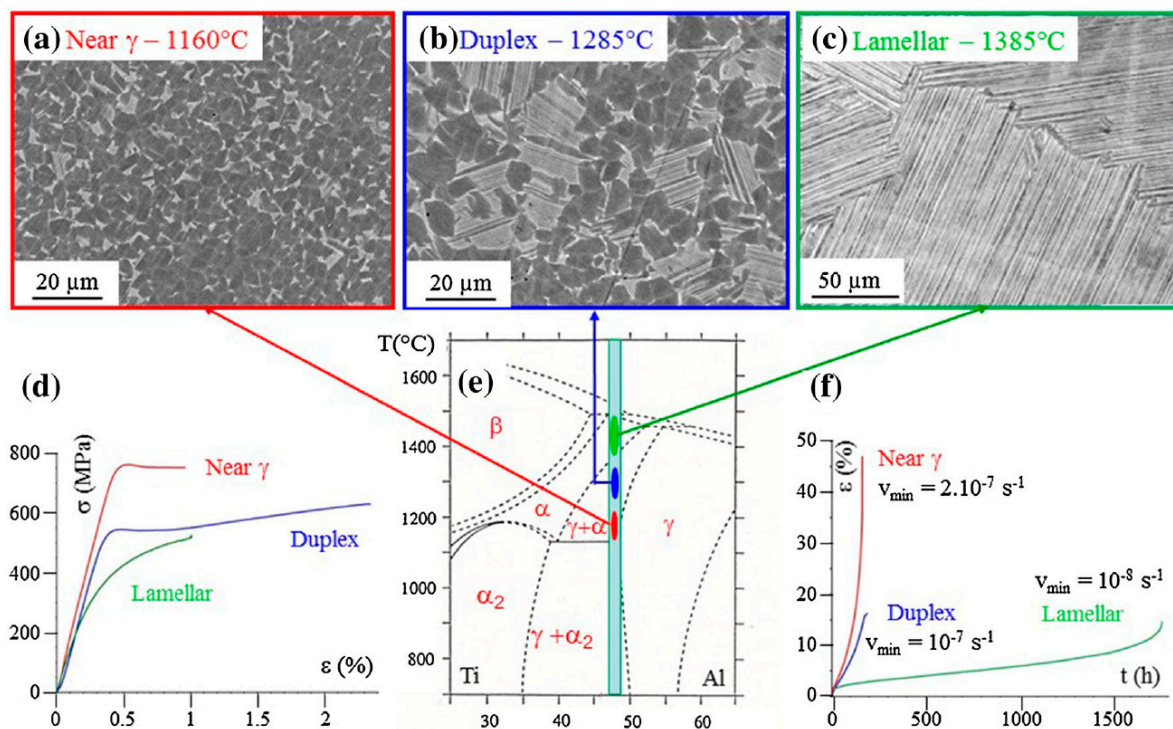 (a) Near γ – 1160°C
20 µm
(b) Duplex – 1285°C
20 µm
(c) Lamellar – 1385°C
50 µm
(d)
σ (MPa)
800
600
400
200
0
Near γ
Duplex
Lamellar
ε (%)
0 0.5 1 1.5 2
(e)
T(°C)
1600
1400
1200
1000
800
β
α
γ+α
γ
α₂
γ +α₂
Ti Al
30 40 50 60
(f)
ε (%)
50
40
30
20
10
0
Near γ
vmin = 2.10⁻⁷ s⁻¹
vmin = 10⁻⁸ s⁻¹
Duplex
Lamellar
vmin = 10⁻⁷ s⁻¹
t (h)
0 500 1000 1500